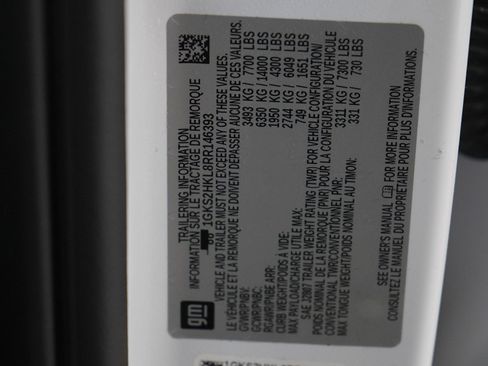 gm
TRAILERING INFORMATION
INFORMATION SUR LE TRACTAGE DE REMORQUE
1GKS2HKL8RR146393
VEHICLE AND TRAILER MUST NOT EXCEED ANY OF THESE VALUES.
LE VÉHICULE ET LA REMORQUE NE DOIVENT DÉPASSER AUCUNE DE CES VALEURS.
GVWR/PNBV: 3493 KG / 7700 LBS
GCWR/PNBC: 6350 KG / 14000 LBS
RGAWR/PNBE ARR: 1950 KG / 4300 LBS
CURB WEIGHT/POIDS À VIDE: 2744 KG / 6049 LBS
MAX PAYLOAD/CHARGE UTILE MAX: 749 KG / 1651 LBS
SAE J2807 TRAILER WEIGHT RATING (TWR) FOR VEHICLE CONFIGURATION/
POIDS NOMINAL DE LA REMORQUE (PNR) POUR LA CONFIGURATION DU VÉHICULE
CONVENTIONAL TWR/CONVENTIONNEL PNR: 3311 KG / 7300 LBS
MAX TONGUE WEIGHT/POIDS NOMINAL: 331 KG / 730 LBS
SEE OWNER'S MANUAL FOR MORE INFORMATION
CONSULTEZ LE MANUEL DU PROPRIÉTAIRE POUR PLUS D'INFORMATION